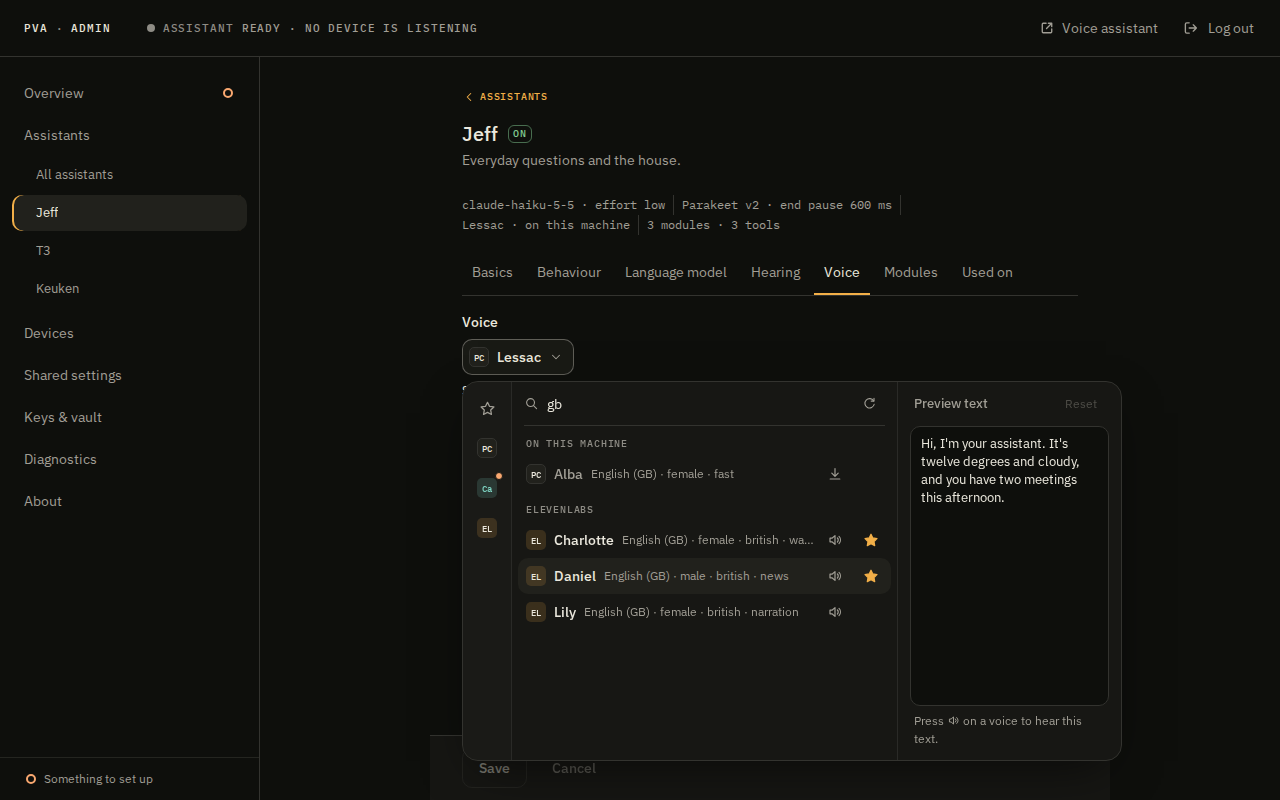 PVA · ADMIN
ASSISTANT READY · NO DEVICE IS LISTENING
Voice assistant
Log out
Overview
Assistants
All assistants
Jeff
T3
Keuken
Devices
Shared settings
Keys & vault
Diagnostics
About
Something to set up
ASSISTANTS
Jeff ON
Everyday questions and the house.
claude-haiku-5-5 · effort low
Parakeet v2 · end pause 600 ms
Lessac · on this machine
3 modules · 3 tools
Basics
Behaviour
Language model
Hearing
Voice
Modules
Used on
Voice
PC Lessac
PC
Ca
EL
gb
ON THIS MACHINE
PC Alba English (GB) · female · fast
ELEVENLABS
EL Charlotte English (GB) · female · british · wa...
EL Daniel English (GB) · male · british · news
EL Lily English (GB) · female · british · narration
Preview text
Reset
Hi, I'm your assistant. It's
twelve degrees and cloudy,
and you have two meetings
this afternoon.
Press on a voice to hear this
text.
Save
Cancel